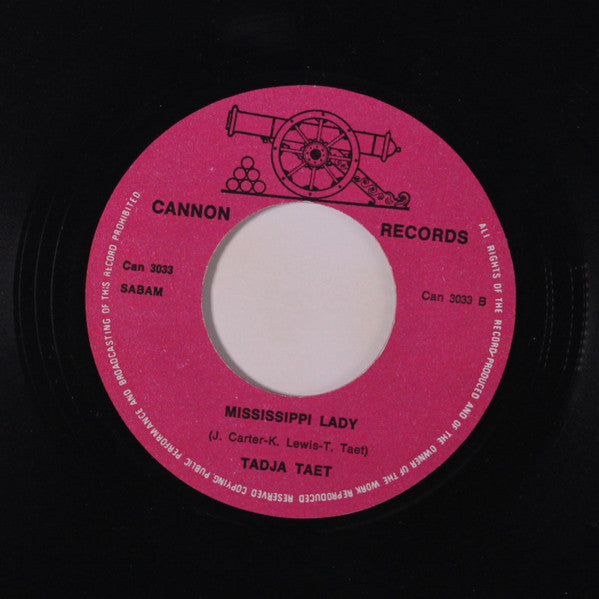 CANNON RECORDS
Can 3033
SABAM
Can 3033 B
MISSISSIPPI LADY
(J. Carter-K. Lewis-T. Taet)
TADJA TAET
ALL RIGHTS OF THE RECORD-PRODUCED AND OF THE OWNER OF THE WORK REPRODUCED RESERVED COPYING, PUBLIC PERFORMANCE AND BROADCASTING OF THIS RECORD PROHIBITED